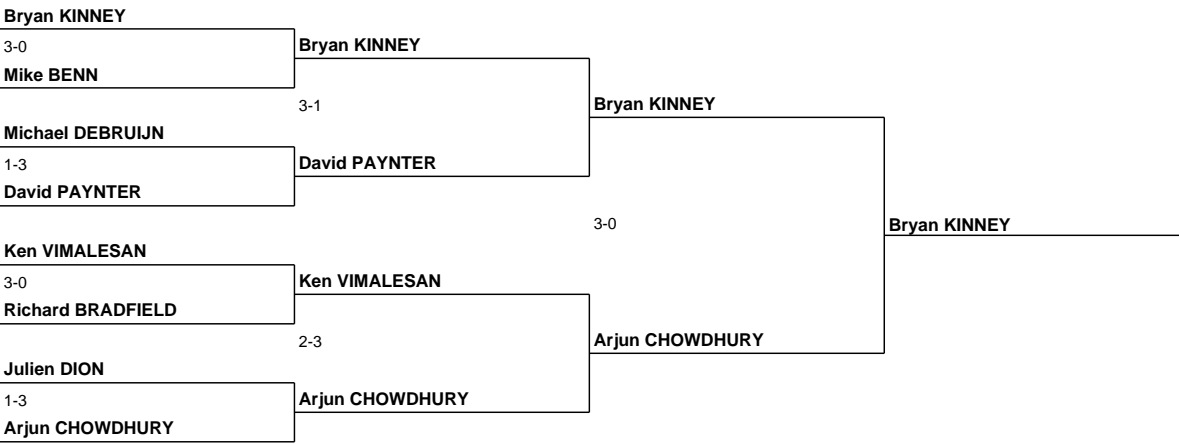 Bryan KINNEY
3-0
Mike BENN
Bryan KINNEY
3-1
Michael DEBRUIJN
1-3
David PAYNTER
David PAYNTER
Bryan KINNEY
3-0
Ken VIMALESAN
3-0
Richard BRADFIELD
Ken VIMALESAN
2-3
Julien DION
1-3
Arjun CHOWDHURY
Arjun CHOWDHURY
Arjun CHOWDHURY
Bryan KINNEY